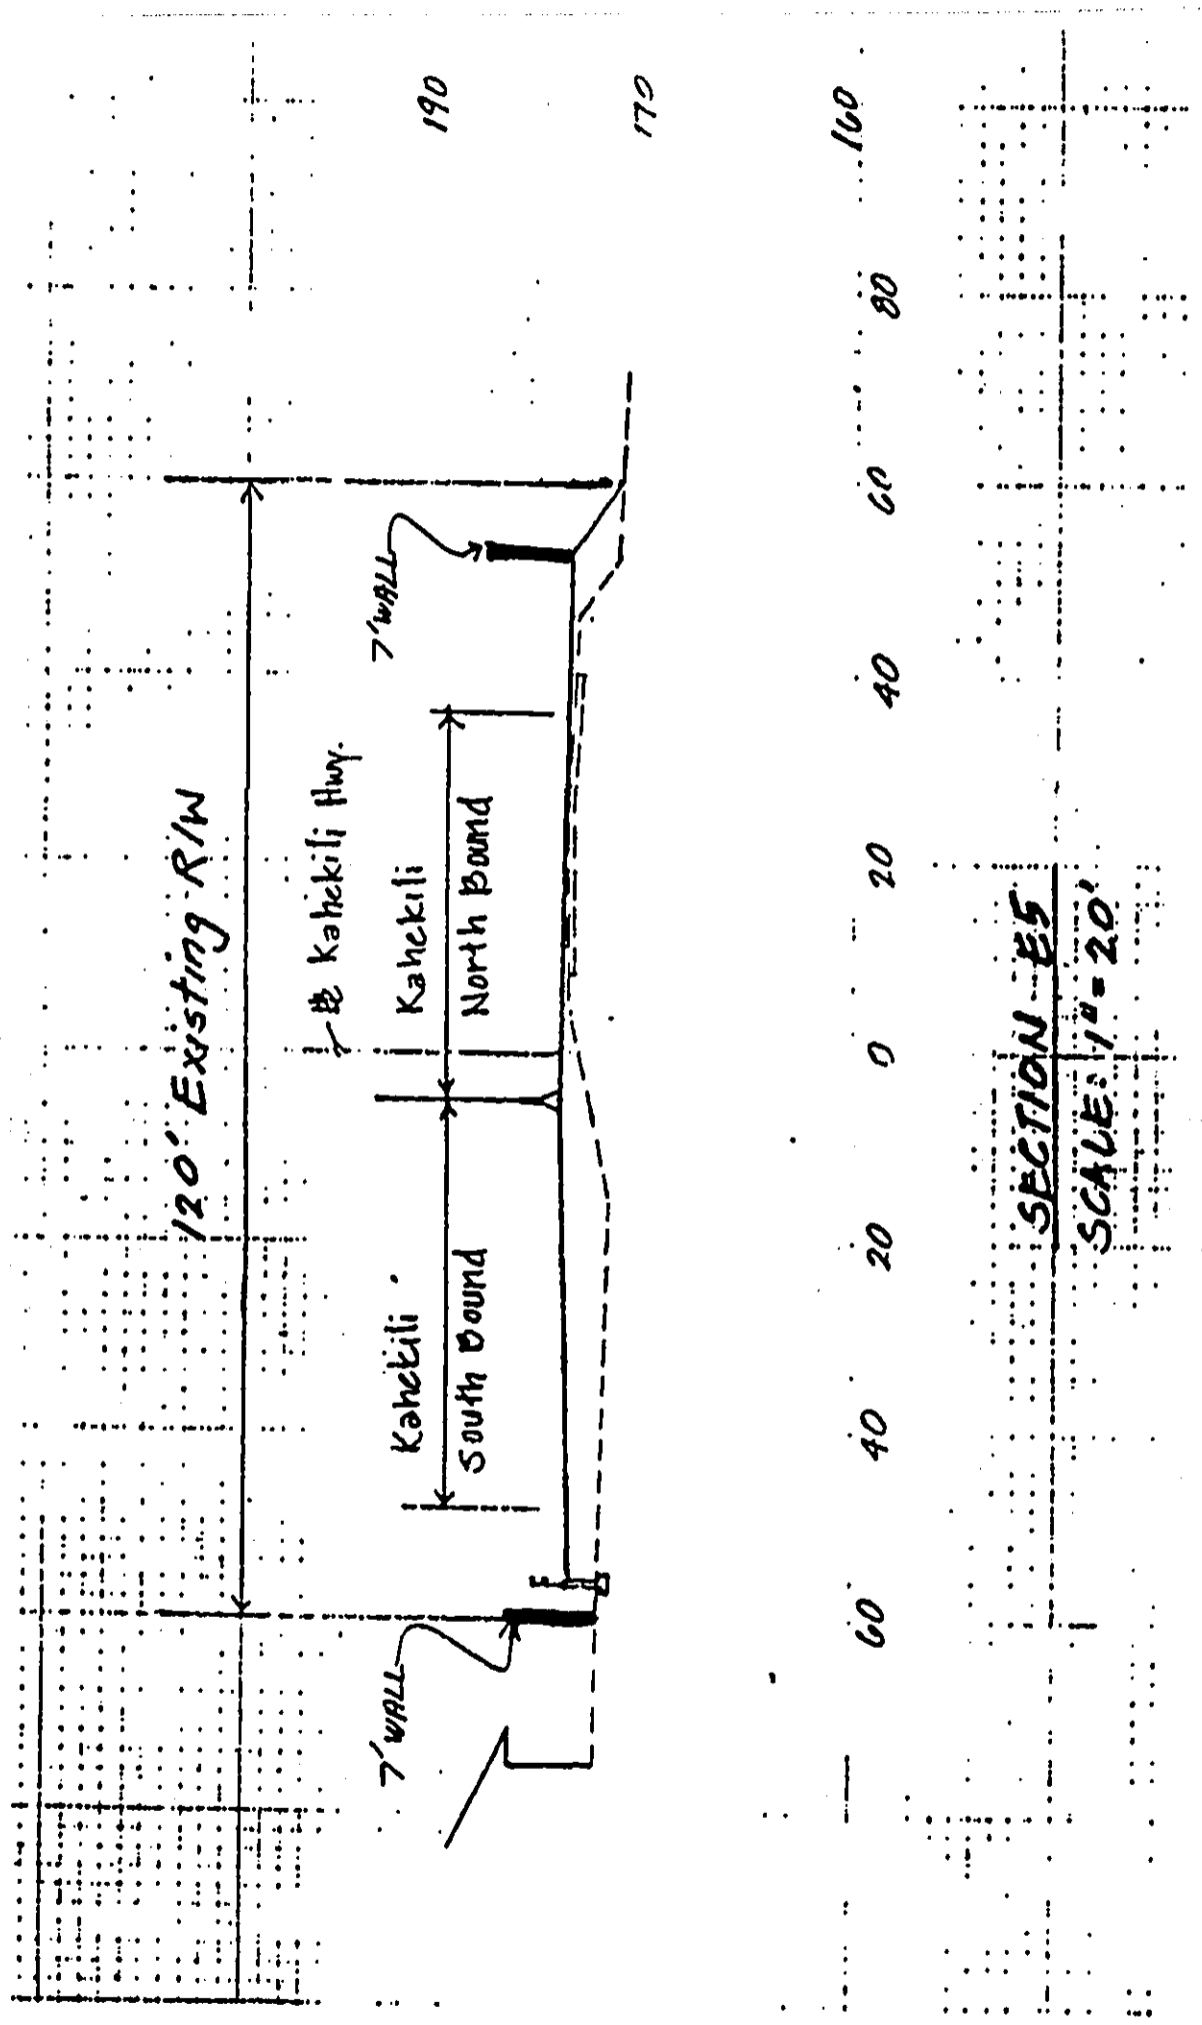 120' Existing R/W
℄ Kahekili Hwy.
190
7' WALL
7' WALL
Kahekili
South Bound
Kahekili
North Bound
170
160
60
40
20
0
20
40
60
80
SECTION E5
SCALE: 1" = 20'